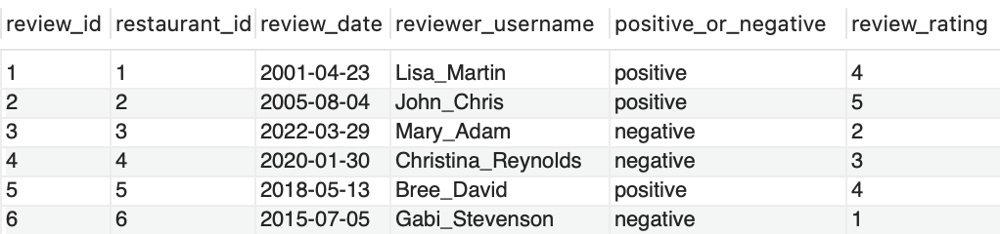 review_id restaurant_id review_date reviewer_username positive_or_negative review_rating
1 1 2001-04-23 Lisa_Martin positive 4
2 2 2005-08-04 John_Chris positive 5
3 3 2022-03-29 Mary_Adam negative 2
4 4 2020-01-30 Christina_Reynolds negative 3
5 5 2018-05-13 Bree_David positive 4
6 6 2015-07-05 Gabi_Stevenson negative 1